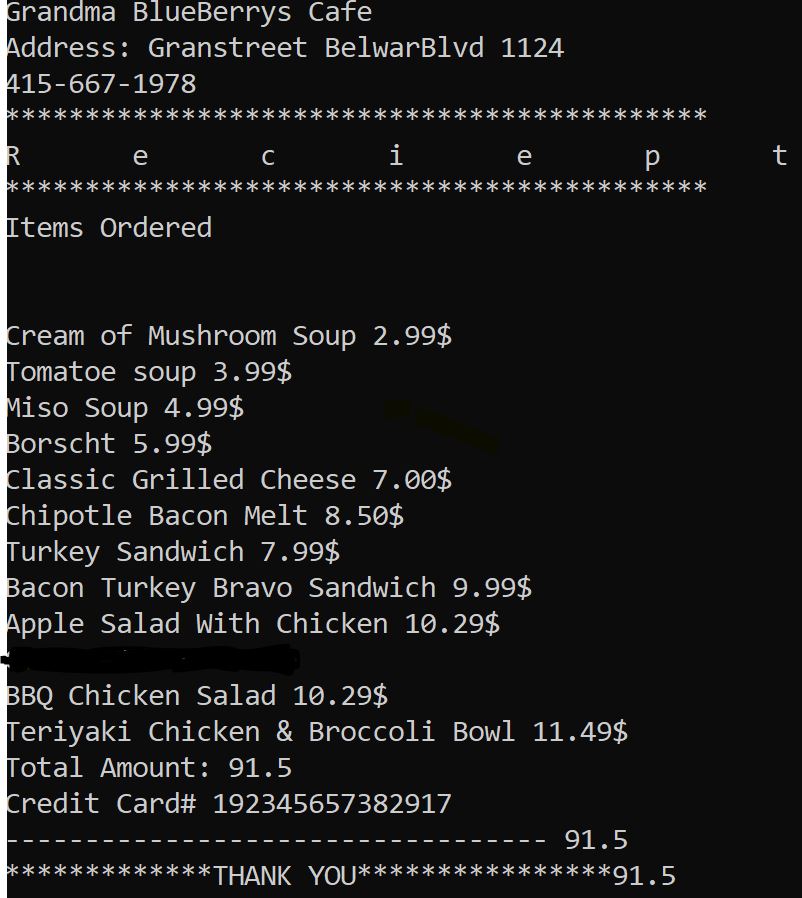 Grandma BlueBerrys Cafe
Address: Granstreet BelwarBlvd 1124
415-667-1978
********************************************
R e c i e p t
********************************************
Items Ordered
Cream of Mushroom Soup 2.99$
Tomatoe soup 3.99$
Miso Soup 4.99$
Borscht 5.99$
Classic Grilled Cheese 7.00$
Chipotle Bacon Melt 8.50$
Turkey Sandwich 7.99$
Bacon Turkey Bravo Sandwich 9.99$
Apple Salad With Chicken 10.29$
BBQ Chicken Salad 10.29$
Teriyaki Chicken & Broccoli Bowl 11.49$
Total Amount: 91.5
Credit Card# 192345657382917
---------------------------------- 91.5
*************THANK YOU****************91.5